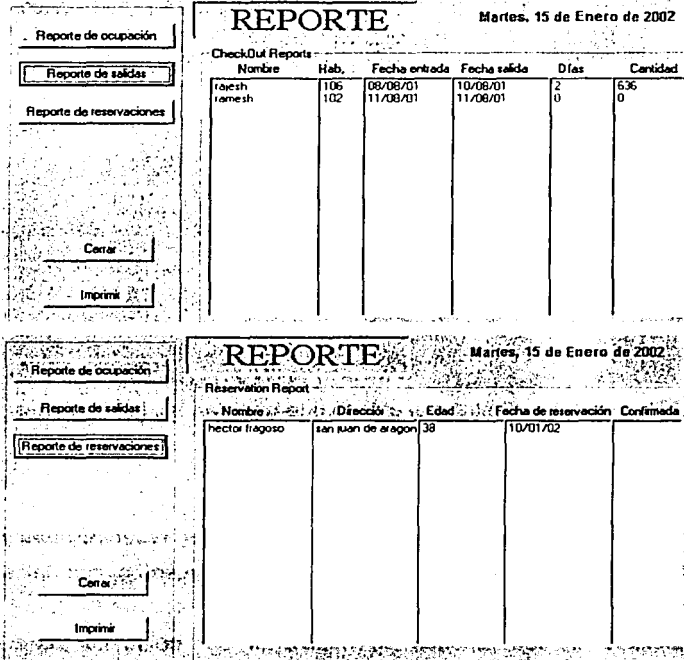 REPORTE
Martes, 15 de Enero de 2002
Reporte de ocupación
Reporte de salidas
Reporte de reservaciones
Cerrar
Imprimir
CheckOut Reports
Nombre Hab. Fecha entrada Fecha salida Días Cantidad
rajesh 106 08/08/01 10/08/01 2 636
ramesh 102 11/08/01 11/08/01 0 0
REPORTE
Martes, 15 de Enero de 2002
Reporte de ocupación
Reporte de salidas
Reporte de reservaciones
Cerrar
Imprimir
Reservation Report
Nombre Dirección Edad Fecha de reservación Confirmada
hector fragoso san juan de aragon 38 10/01/02